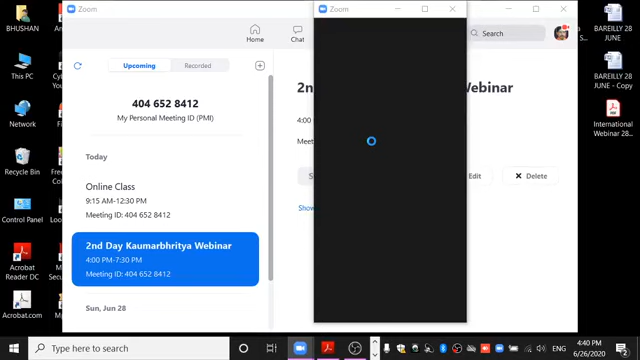 BHUSHAN
This PC
Network
Recycle Bin
Control Panel
Acrobat
Reader DC
Acrobat.com
Zoom
Home
Chat
Search
Upcoming
Recorded
404 652 8412
My Personal Meeting ID (PMI)
Today
Online Class
9:15 AM-12:30 PM
Meeting ID: 404 652 8412
2nd Day Kaumarbhritya Webinar
4:00 PM-7:30 PM
Meeting ID: 404 652 8412
Sun, Jun 28
Zoom
2n
Webinar
4:00
Meet
S
Edit
Delete
Show
BAREILLY 28
JUNE
BAREILLY 28
JUNE - Copy
International
Webinar 28...
Type here to search
ENG
4:40 PM
6/26/2020